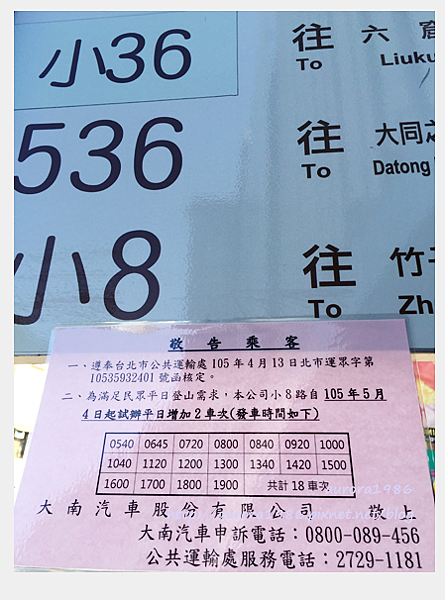 小36 往 六
To Liuku
536 往 大同
To Datong
小8 往 竹
To Zh
敬告乘客
一、遵奉台北市公共運輸處105年4月13日北市運眾字第
10535932401號函核定。
二、為滿足民眾平日登山需求，本公司小8路自105年5月
4日起試辦平日增加2車次(發車時間如下)
0540 0645 0720 0800 0840 0920 1000
1040 1120 1200 1300 1340 1420 1500
1600 1700 1800 1900 共計18車次
大南汽車股份有限公司 敬上
大南汽車申訴電話：0800-089-456
公共運輸處服務電話：2729-1181